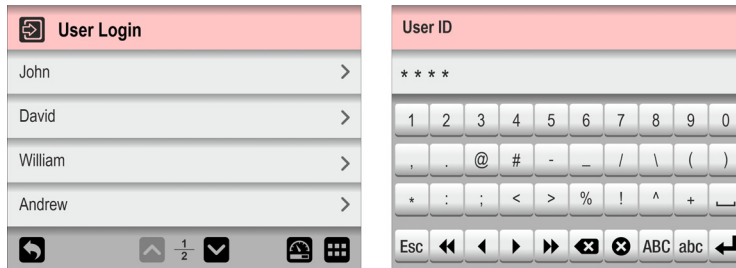 User Login
John
David
William
Andrew
1/2
User ID
* * * *
1 2 3 4 5 6 7 8 9 0
, . @ # - _ / \ ( )
* : ; < > % ! ^ +
Esc ABC abc